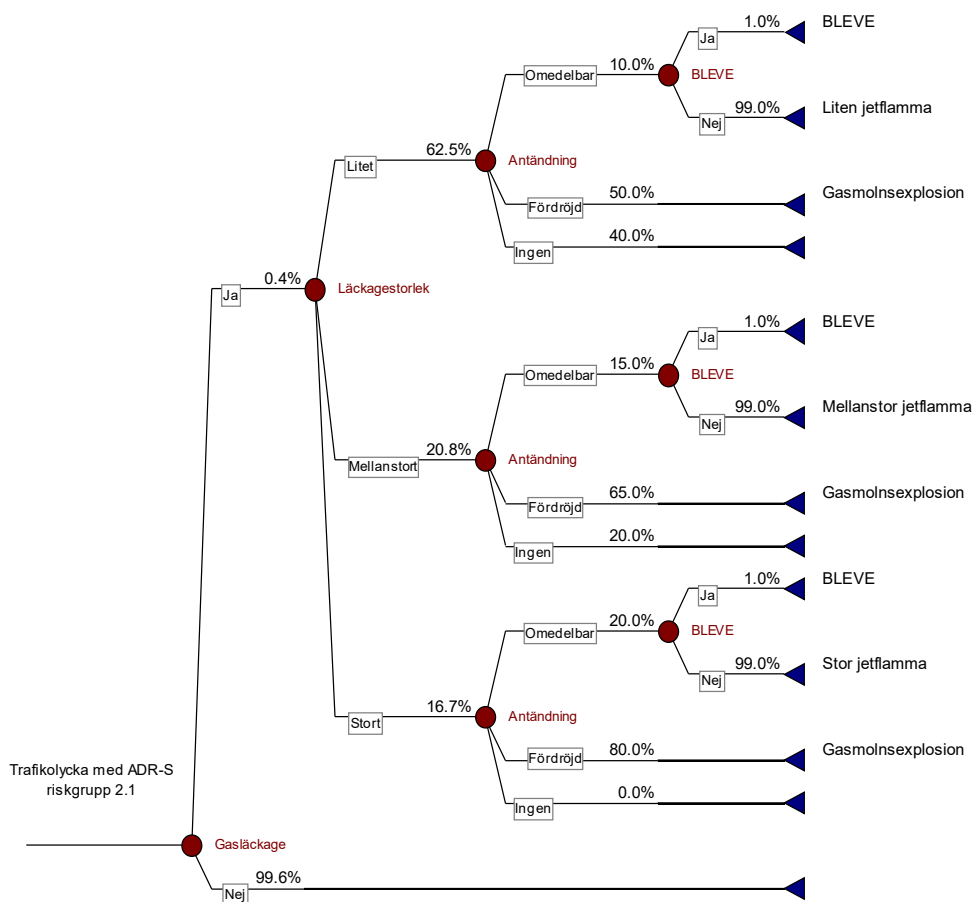 1.0% BLEVE
Ja
Omedelbar 10.0% BLEVE
99.0% Liten jetflamma
Nej
Litet 62.5% Antändning
Fördröjd 50.0% Gasmolnsexplosion
Ingen 40.0%
Ja 0.4% Läckagestorlek
1.0% BLEVE
Ja
Omedelbar 15.0% BLEVE
99.0% Mellanstor jetflamma
Nej
Mellanstort 20.8% Antändning
Fördröjd 65.0% Gasmolnsexplosion
Ingen 20.0%
1.0% BLEVE
Ja
Omedelbar 20.0% BLEVE
99.0% Stor jetflamma
Nej
Stort 16.7% Antändning
Fördröjd 80.0% Gasmolnsexplosion
Ingen 0.0%
Trafikolycka med ADR-S
riskgrupp 2.1
Gasläckage
Nej 99.6%